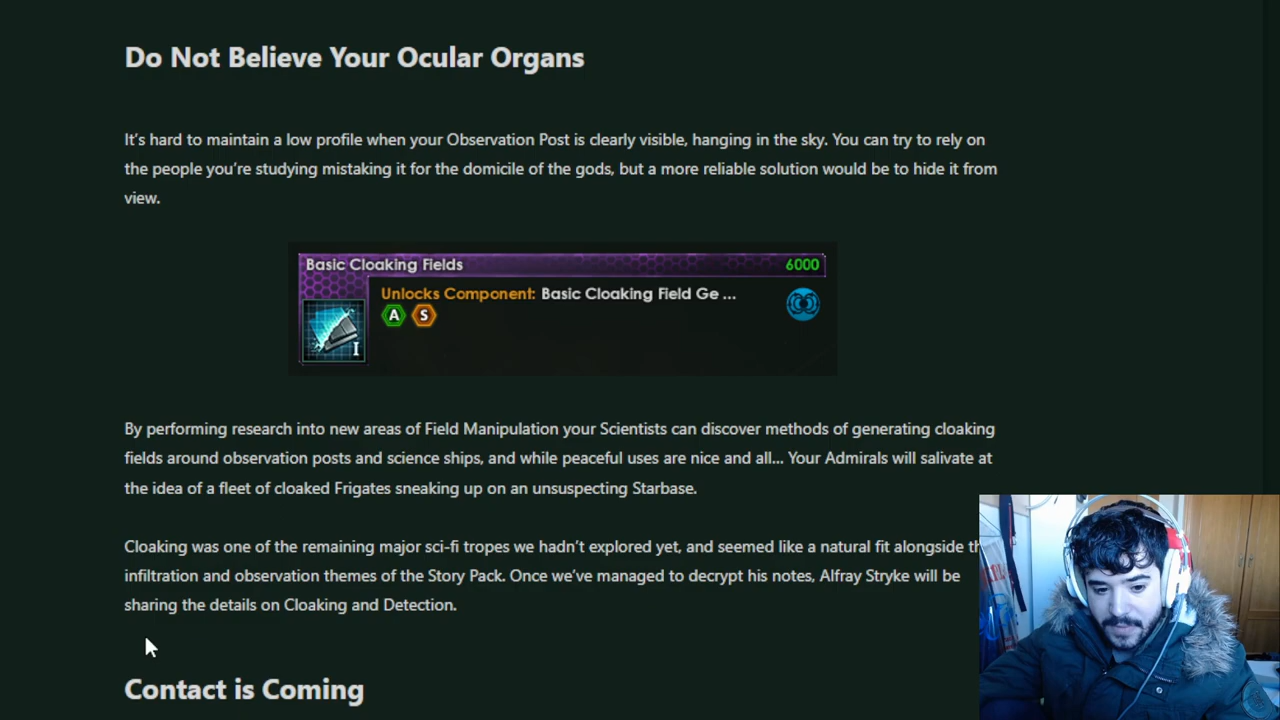 Do Not Believe Your Ocular Organs
It's hard to maintain a low profile when your Observation Post is clearly visible, hanging in the sky. You can try to rely on
the people you're studying mistaking it for the domicile of the gods, but a more reliable solution would be to hide it from
view.
Basic Cloaking Fields 6000
Unlocks Component: Basic Cloaking Field Ge ...
A S
I
By performing research into new areas of Field Manipulation your Scientists can discover methods of generating cloaking
fields around observation posts and science ships, and while peaceful uses are nice and all... Your Admirals will salivate at
the idea of a fleet of cloaked Frigates sneaking up on an unsuspecting Starbase.
Cloaking was one of the remaining major sci-fi tropes we hadn't explored yet, and seemed like a natural fit alongside th
infiltration and observation themes of the Story Pack. Once we've managed to decrypt his notes, Alfray Stryke will be
sharing the details on Cloaking and Detection.
Contact is Coming